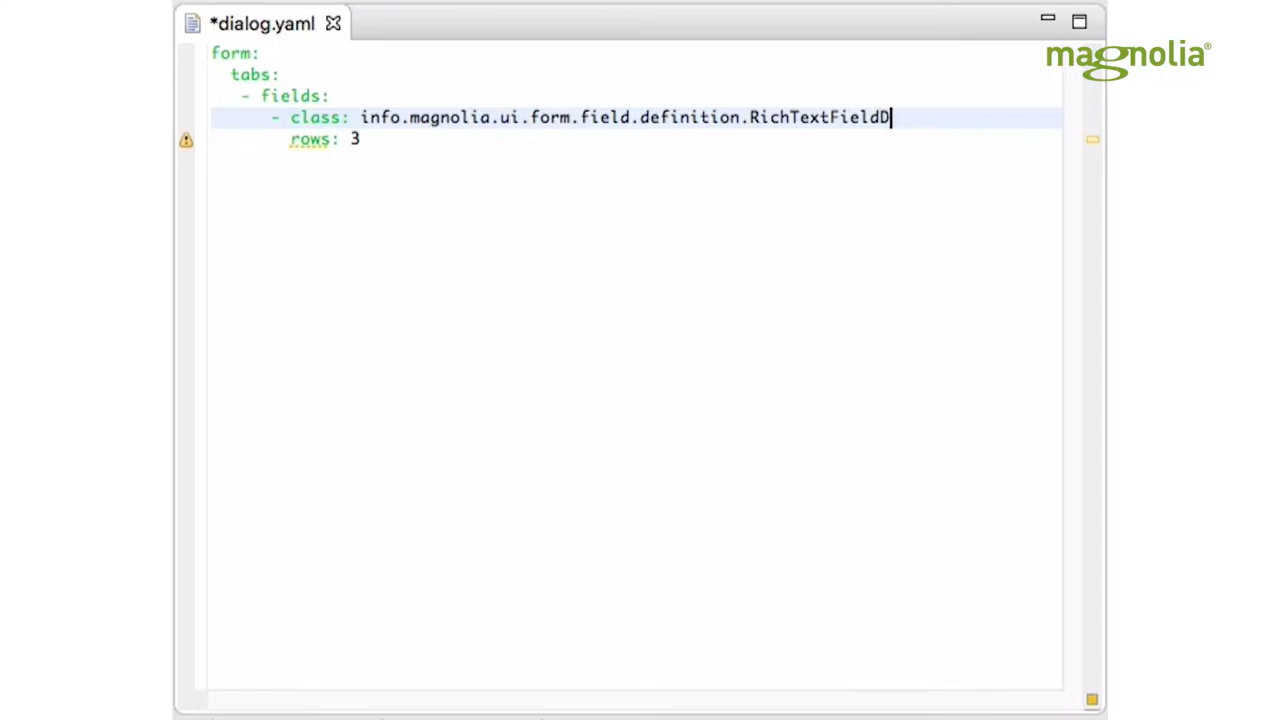 *dialog.yaml
magnolia®
form:
tabs:
- fields:
- class: info.magnolia.ui.form.field.definition.RichTextFieldD
rows: 3